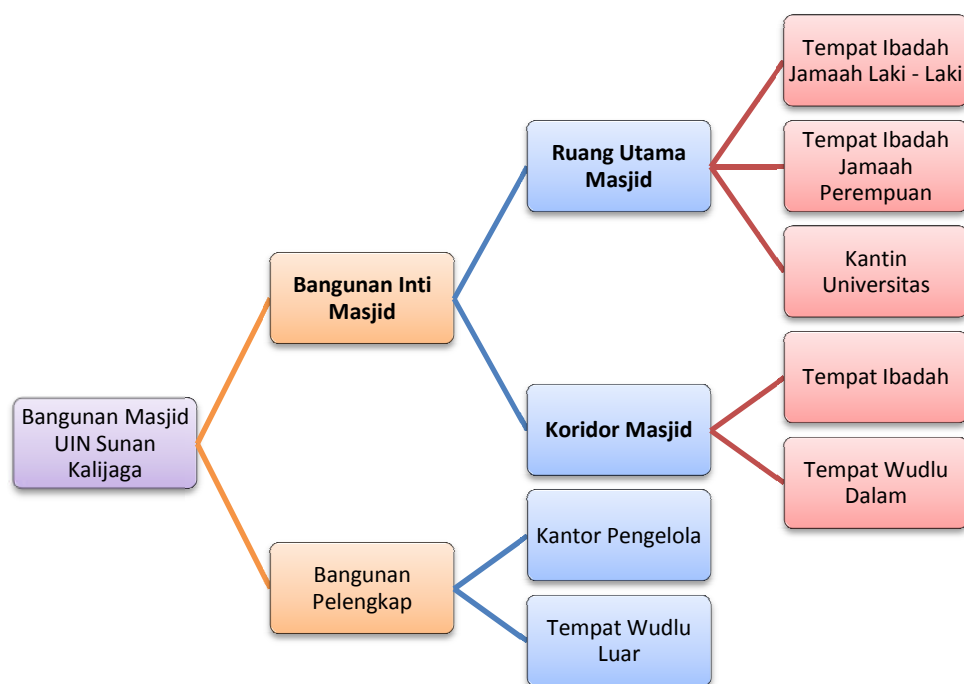 Tempat Ibadah
Jamaah Laki - Laki
Tempat Ibadah
Jamaah
Perempuan
Ruang Utama
Masjid
Kantin
Universitas
Bangunan Inti
Masjid
Tempat Ibadah
Koridor Masjid
Tempat Wudlu
Dalam
Bangunan Masjid
UIN Sunan
Kalijaga
Kantor Pengelola
Bangunan
Pelengkap
Tempat Wudlu
Luar